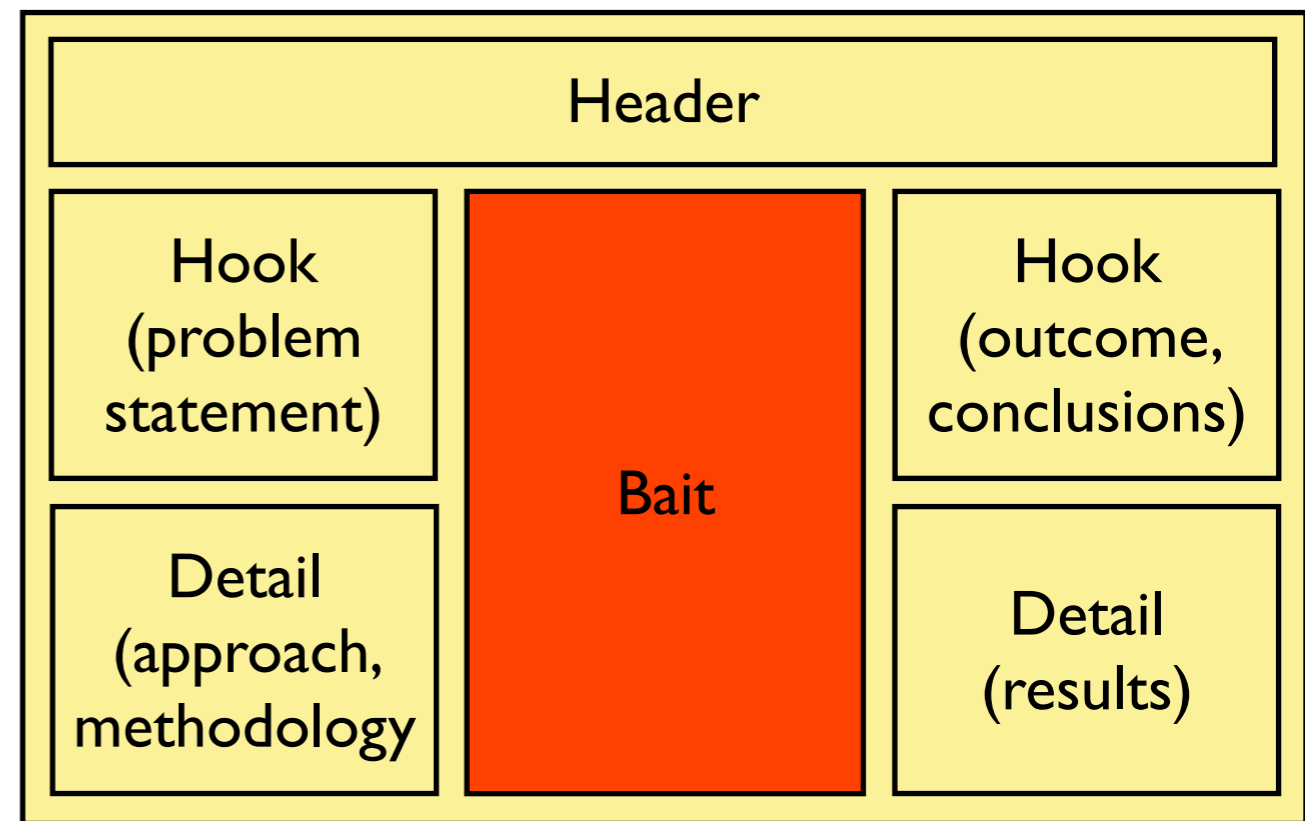 Header
Hook
(problem
statement)
Detail
(approach,
methodology
Bait
Hook
(outcome,
conclusions)
Detail
(results)